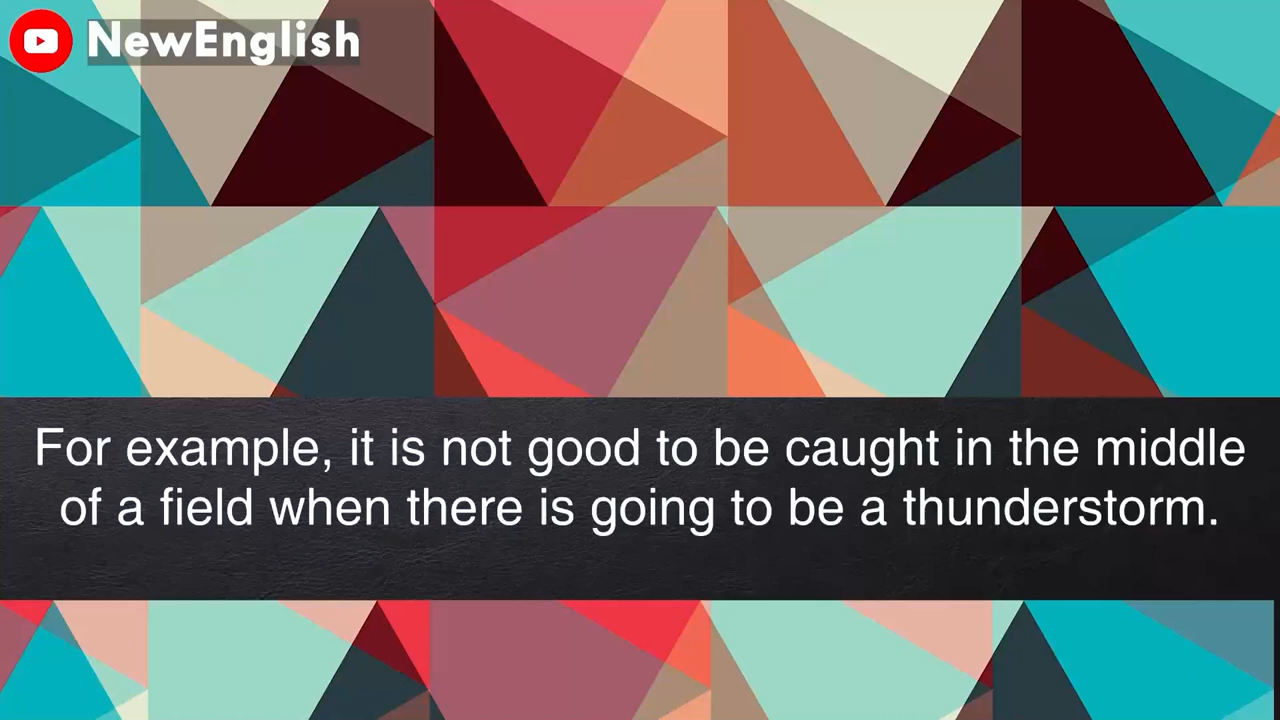 NewEnglish
For example, it is not good to be caught in the middle
of a field when there is going to be a thunderstorm.